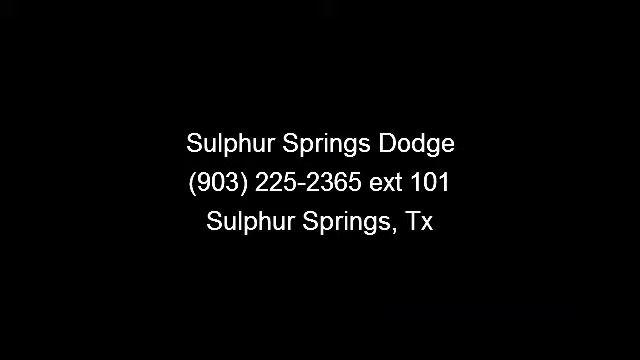 Sulphur Springs Dodge
(903) 225-2365 ext 101
Sulphur Springs, Tx